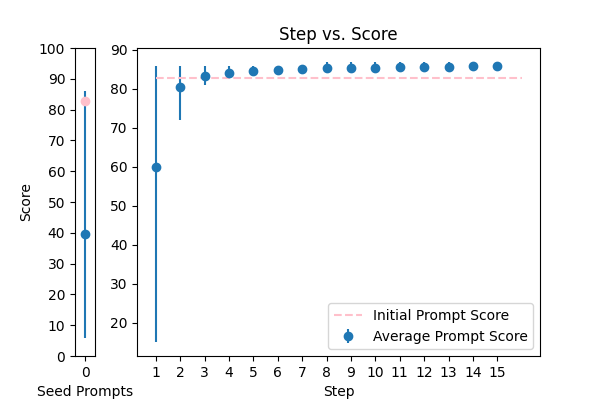 Step vs. Score
Score
100
90
80
70
60
50
40
30
20
10
0
0
Seed Prompts
90
80
70
60
50
40
30
20
1 2 3 4 5 6 7 8 9 10 11 12 13 14 15
Step
Initial Prompt Score
Average Prompt Score